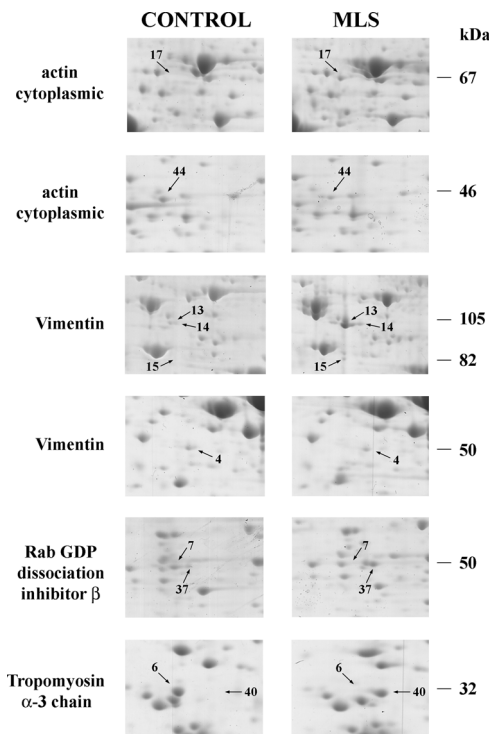 CONTROL MLS
kDa
actin
cytoplasmic
17
17
67
actin
cytoplasmic
44
44
46
Vimentin
13
14
15
13
14
15
105
82
Vimentin
4
4
50
Rab GDP
dissociation
inhibitor β
7
37
7
37
50
Tropomyosin
α-3 chain
6
40
6
40
32